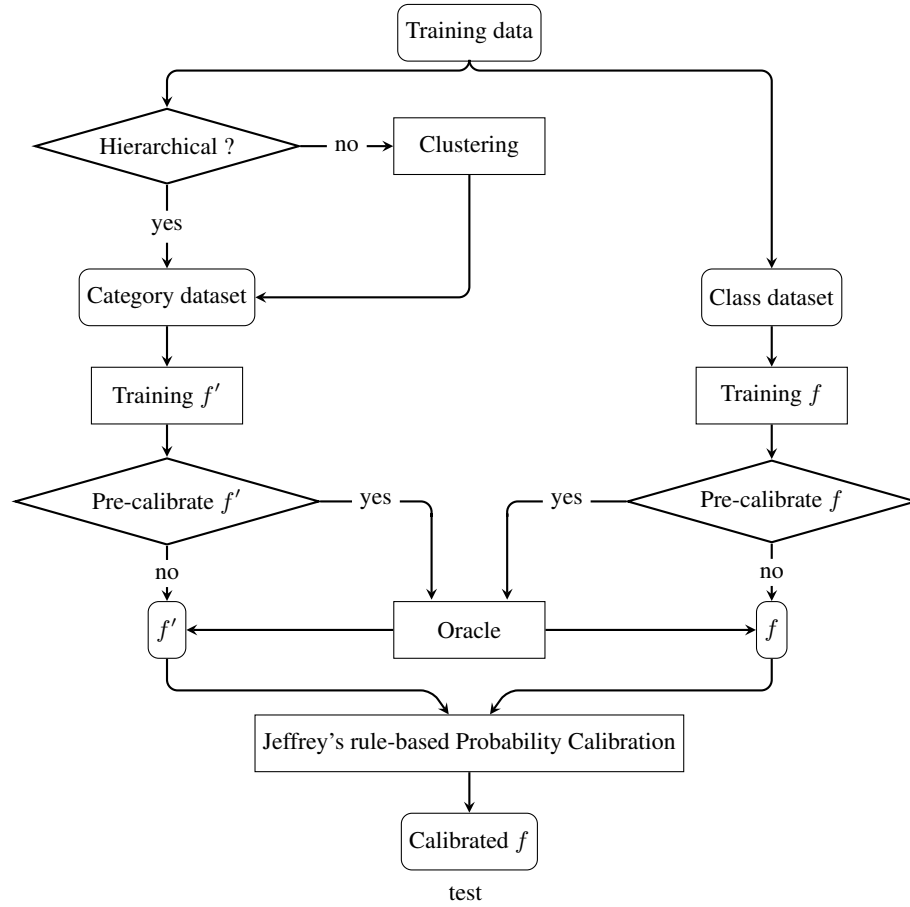 Training data
Hierarchical ?
no
Clustering
yes
Category dataset
Class dataset
Training f′
Training f
Pre-calibrate f′
yes
yes
Pre-calibrate f
no
no
f′
Oracle
f
Jeffrey's rule-based Probability Calibration
Calibrated f
test